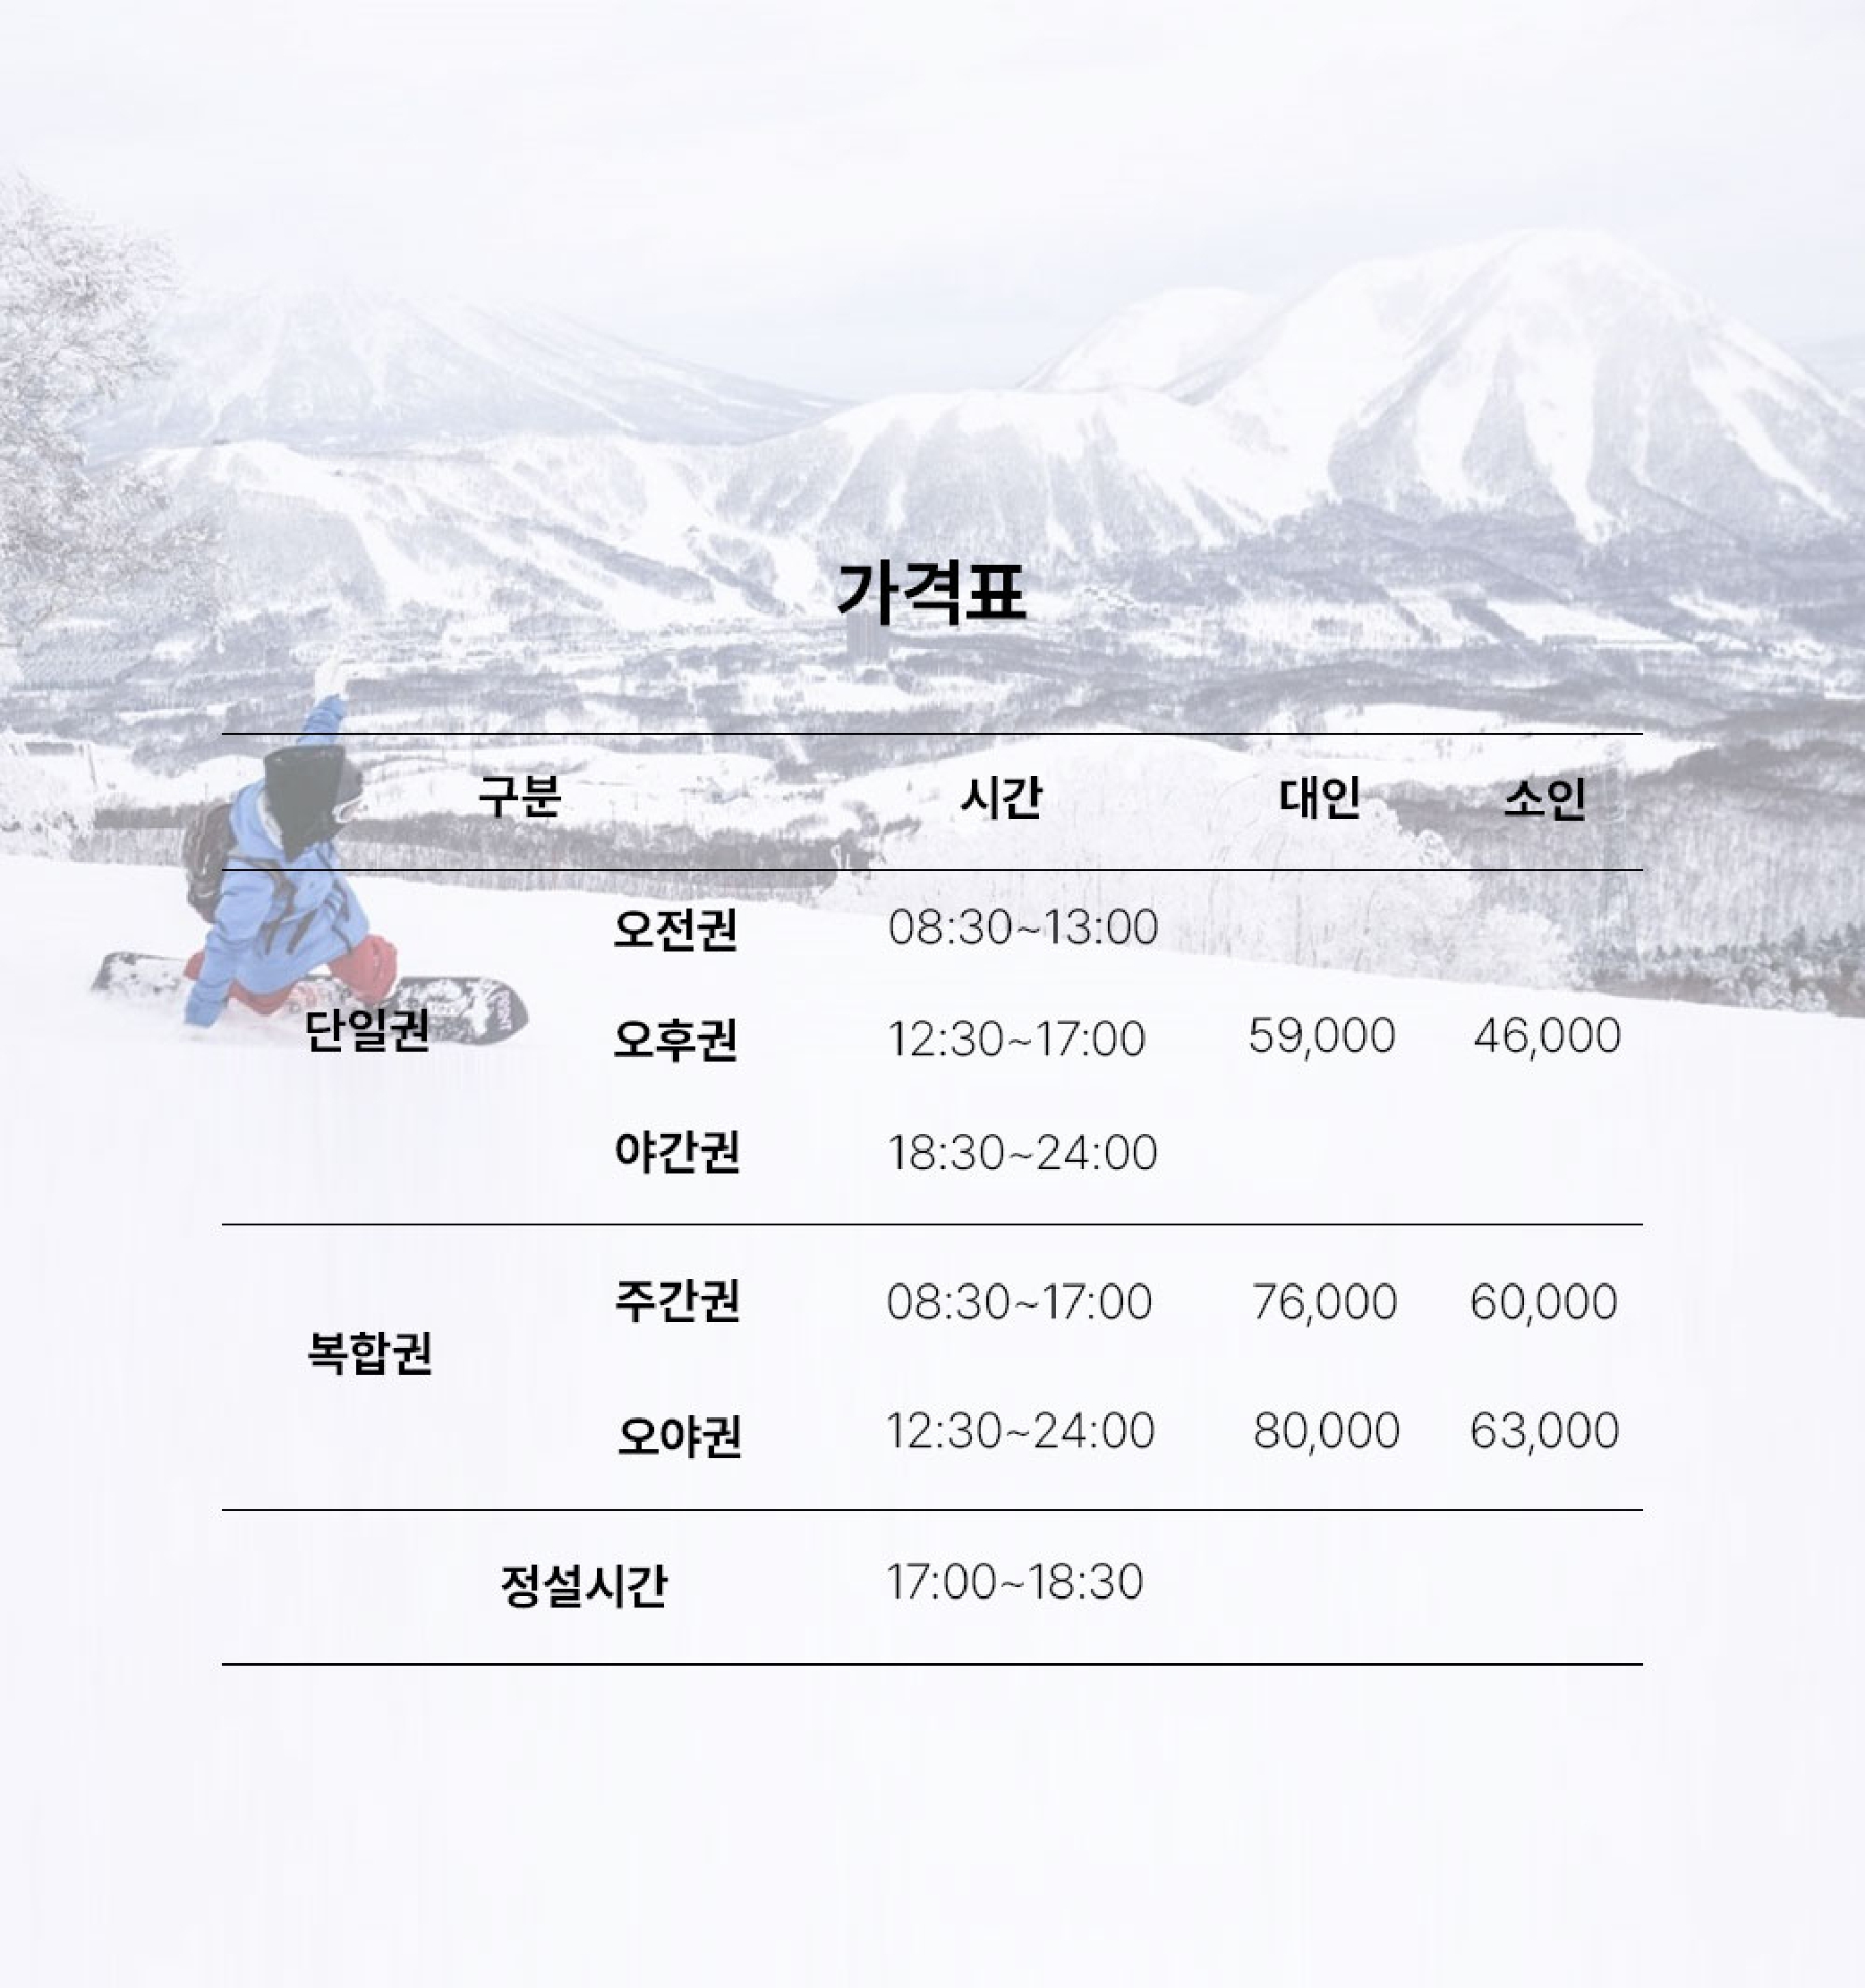 가격표
구분 시간 대인 소인
오전권 08:30~13:00
단일권 오후권 12:30~17:00 59,000 46,000
야간권 18:30~24:00
주간권 08:30~17:00 76,000 60,000
복합권
오야권 12:30~24:00 80,000 63,000
정설시간 17:00~18:30